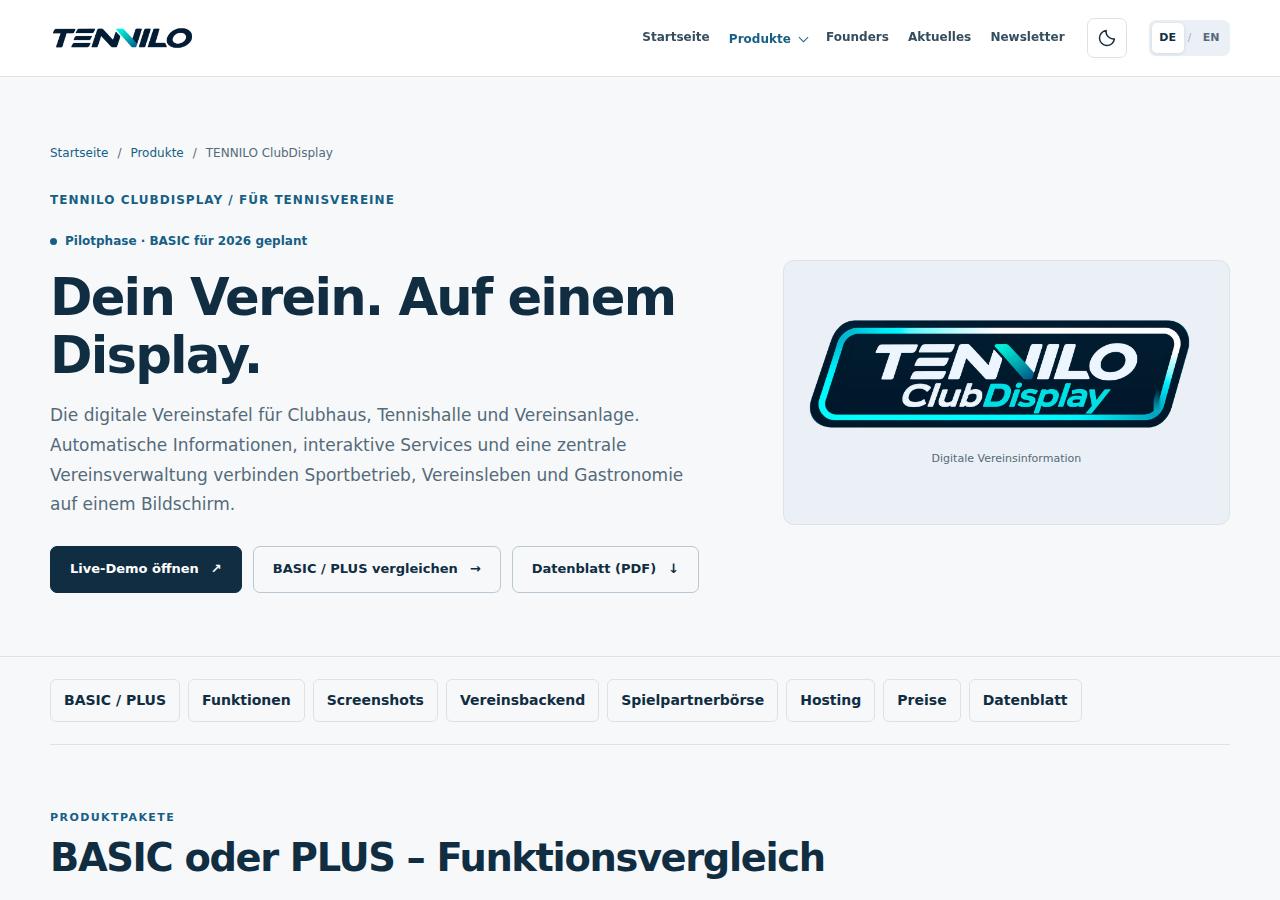 TENNILO
Startseite
Produkte
Founders
Aktuelles
Newsletter
DE / EN
Startseite / Produkte / TENNILO ClubDisplay
TENNILO CLUBDISPLAY / FÜR TENNISVEREINE
Pilotphase · BASIC für 2026 geplant
Dein Verein. Auf einem
Display.
Die digitale Vereinstafel für Clubhaus, Tennishalle und Vereinsanlage.
Automatische Informationen, interaktive Services und eine zentrale
Vereinsverwaltung verbinden Sportbetrieb, Vereinsleben und Gastronomie
auf einem Bildschirm.
Live-Demo öffnen ↗
BASIC / PLUS vergleichen →
Datenblatt (PDF) ↓
TENNILO
ClubDisplay
Digitale Vereinsinformation
BASIC / PLUS
Funktionen
Screenshots
Vereinsbackend
Spielpartnerbörse
Hosting
Preise
Datenblatt
PRODUKTPAKETE
BASIC oder PLUS – Funktionsvergleich